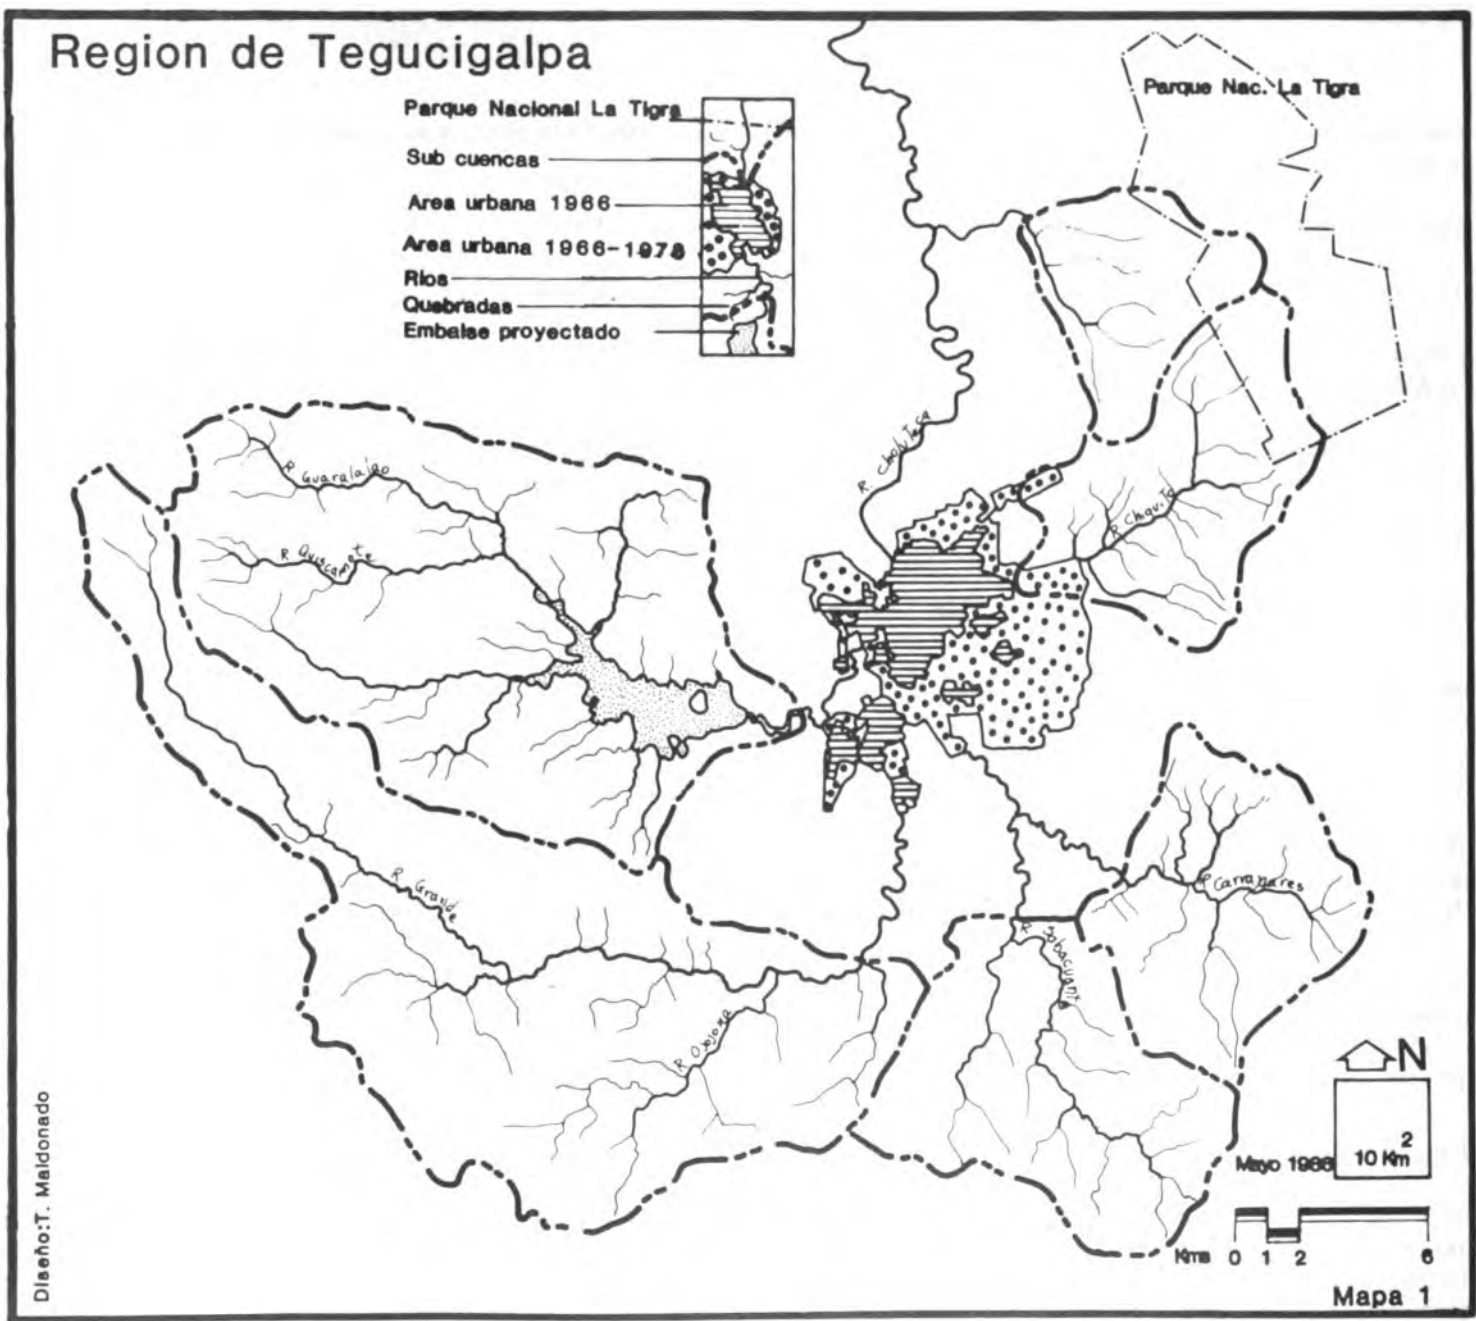 Region de Tegucigalpa
Parque Nacional La Tigra
Sub cuencas
Area urbana 1966
Area urbana 1966-1978
Rios
Quebradas
Embalse proyectado
Parque Nac. La Tigra
R. Choluteca
R Guaralalao
R Quiscamote
R Chiquito
R Grande
R Ojojona
R Sabacuante
R Carrapares
N
2
10 Km
Mayo 1986
Kms 0 1 2 6
Mapa 1
Diseño:T. Maldonado